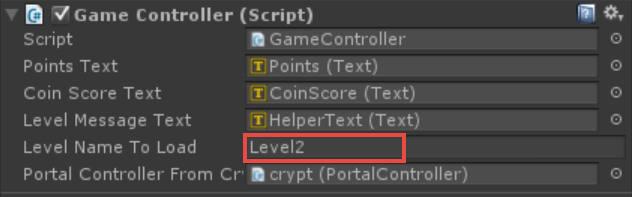 Game Controller (Script)
Script GameController
Points Text Points (Text)
Coin Score Text CoinScore (Text)
Level Message Text HelperText (Text)
Level Name To Load Level2
Portal Controller From Cry crypt (PortalController)